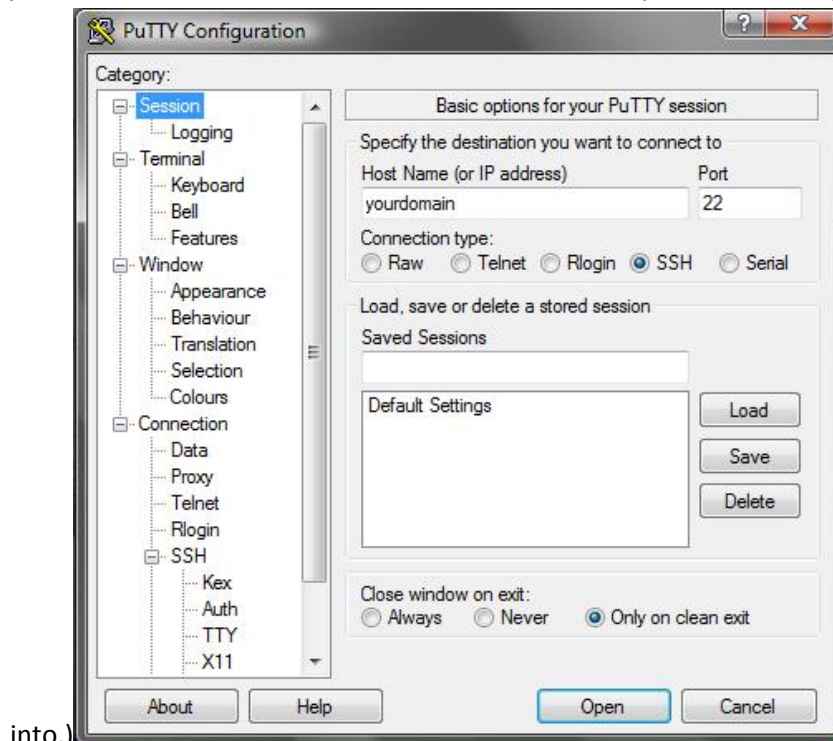 PuTTY Configuration
Category:
Session
Logging
Terminal
Keyboard
Bell
Features
Window
Appearance
Behaviour
Translation
Selection
Colours
Connection
Data
Proxy
Telnet
Rlogin
SSH
Kex
Auth
TTY
X11
Basic options for your PuTTY session
Specify the destination you want to connect to
Host Name (or IP address) Port
yourdomain 22
Connection type:
Raw Telnet Rlogin SSH Serial
Load, save or delete a stored session
Saved Sessions
Default Settings
Load
Save
Delete
Close window on exit:
Always Never Only on clean exit
About Help Open Cancel
into.)